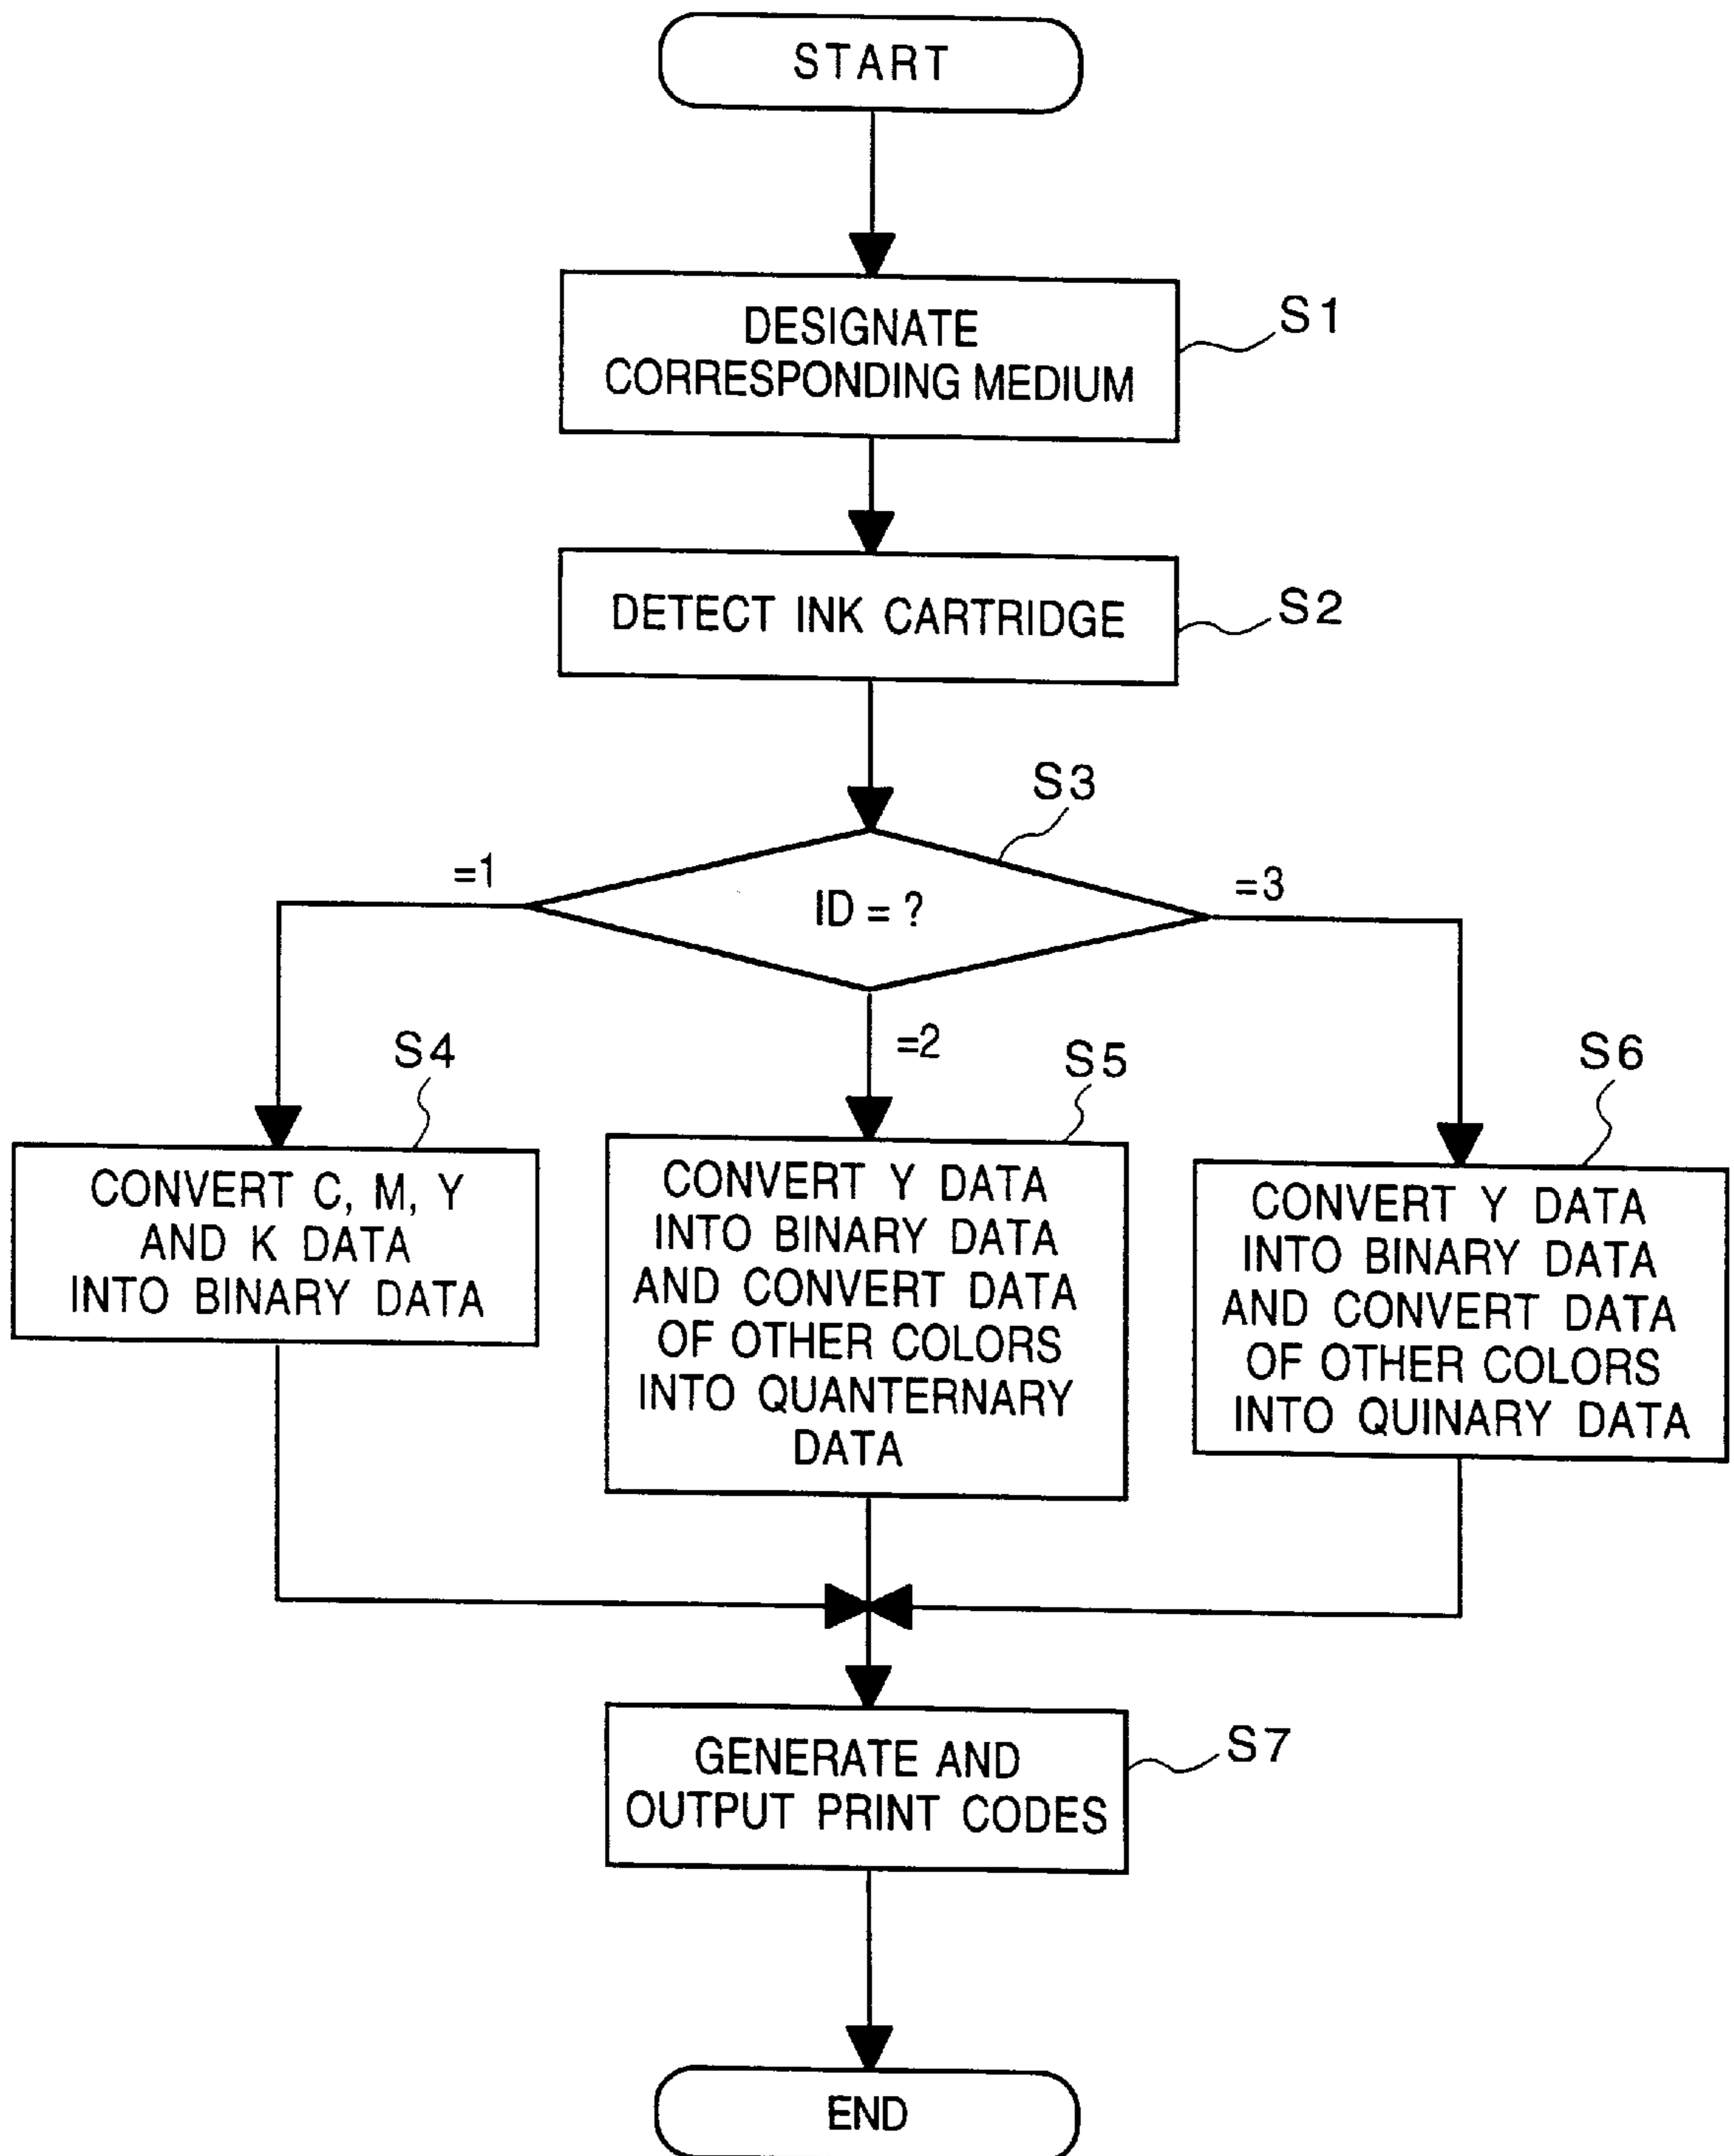 START
DESIGNATE
CORRESPONDING MEDIUM
S1
DETECT INK CARTRIDGE
S2
S3
ID = ?
=1
=2
=3
S4
CONVERT C, M, Y
AND K DATA
INTO BINARY DATA
S5
CONVERT Y DATA
INTO BINARY DATA
AND CONVERT DATA
OF OTHER COLORS
INTO QUANTERNARY
DATA
S6
CONVERT Y DATA
INTO BINARY DATA
AND CONVERT DATA
OF OTHER COLORS
INTO QUINARY DATA
GENERATE AND
OUTPUT PRINT CODES
S7
END